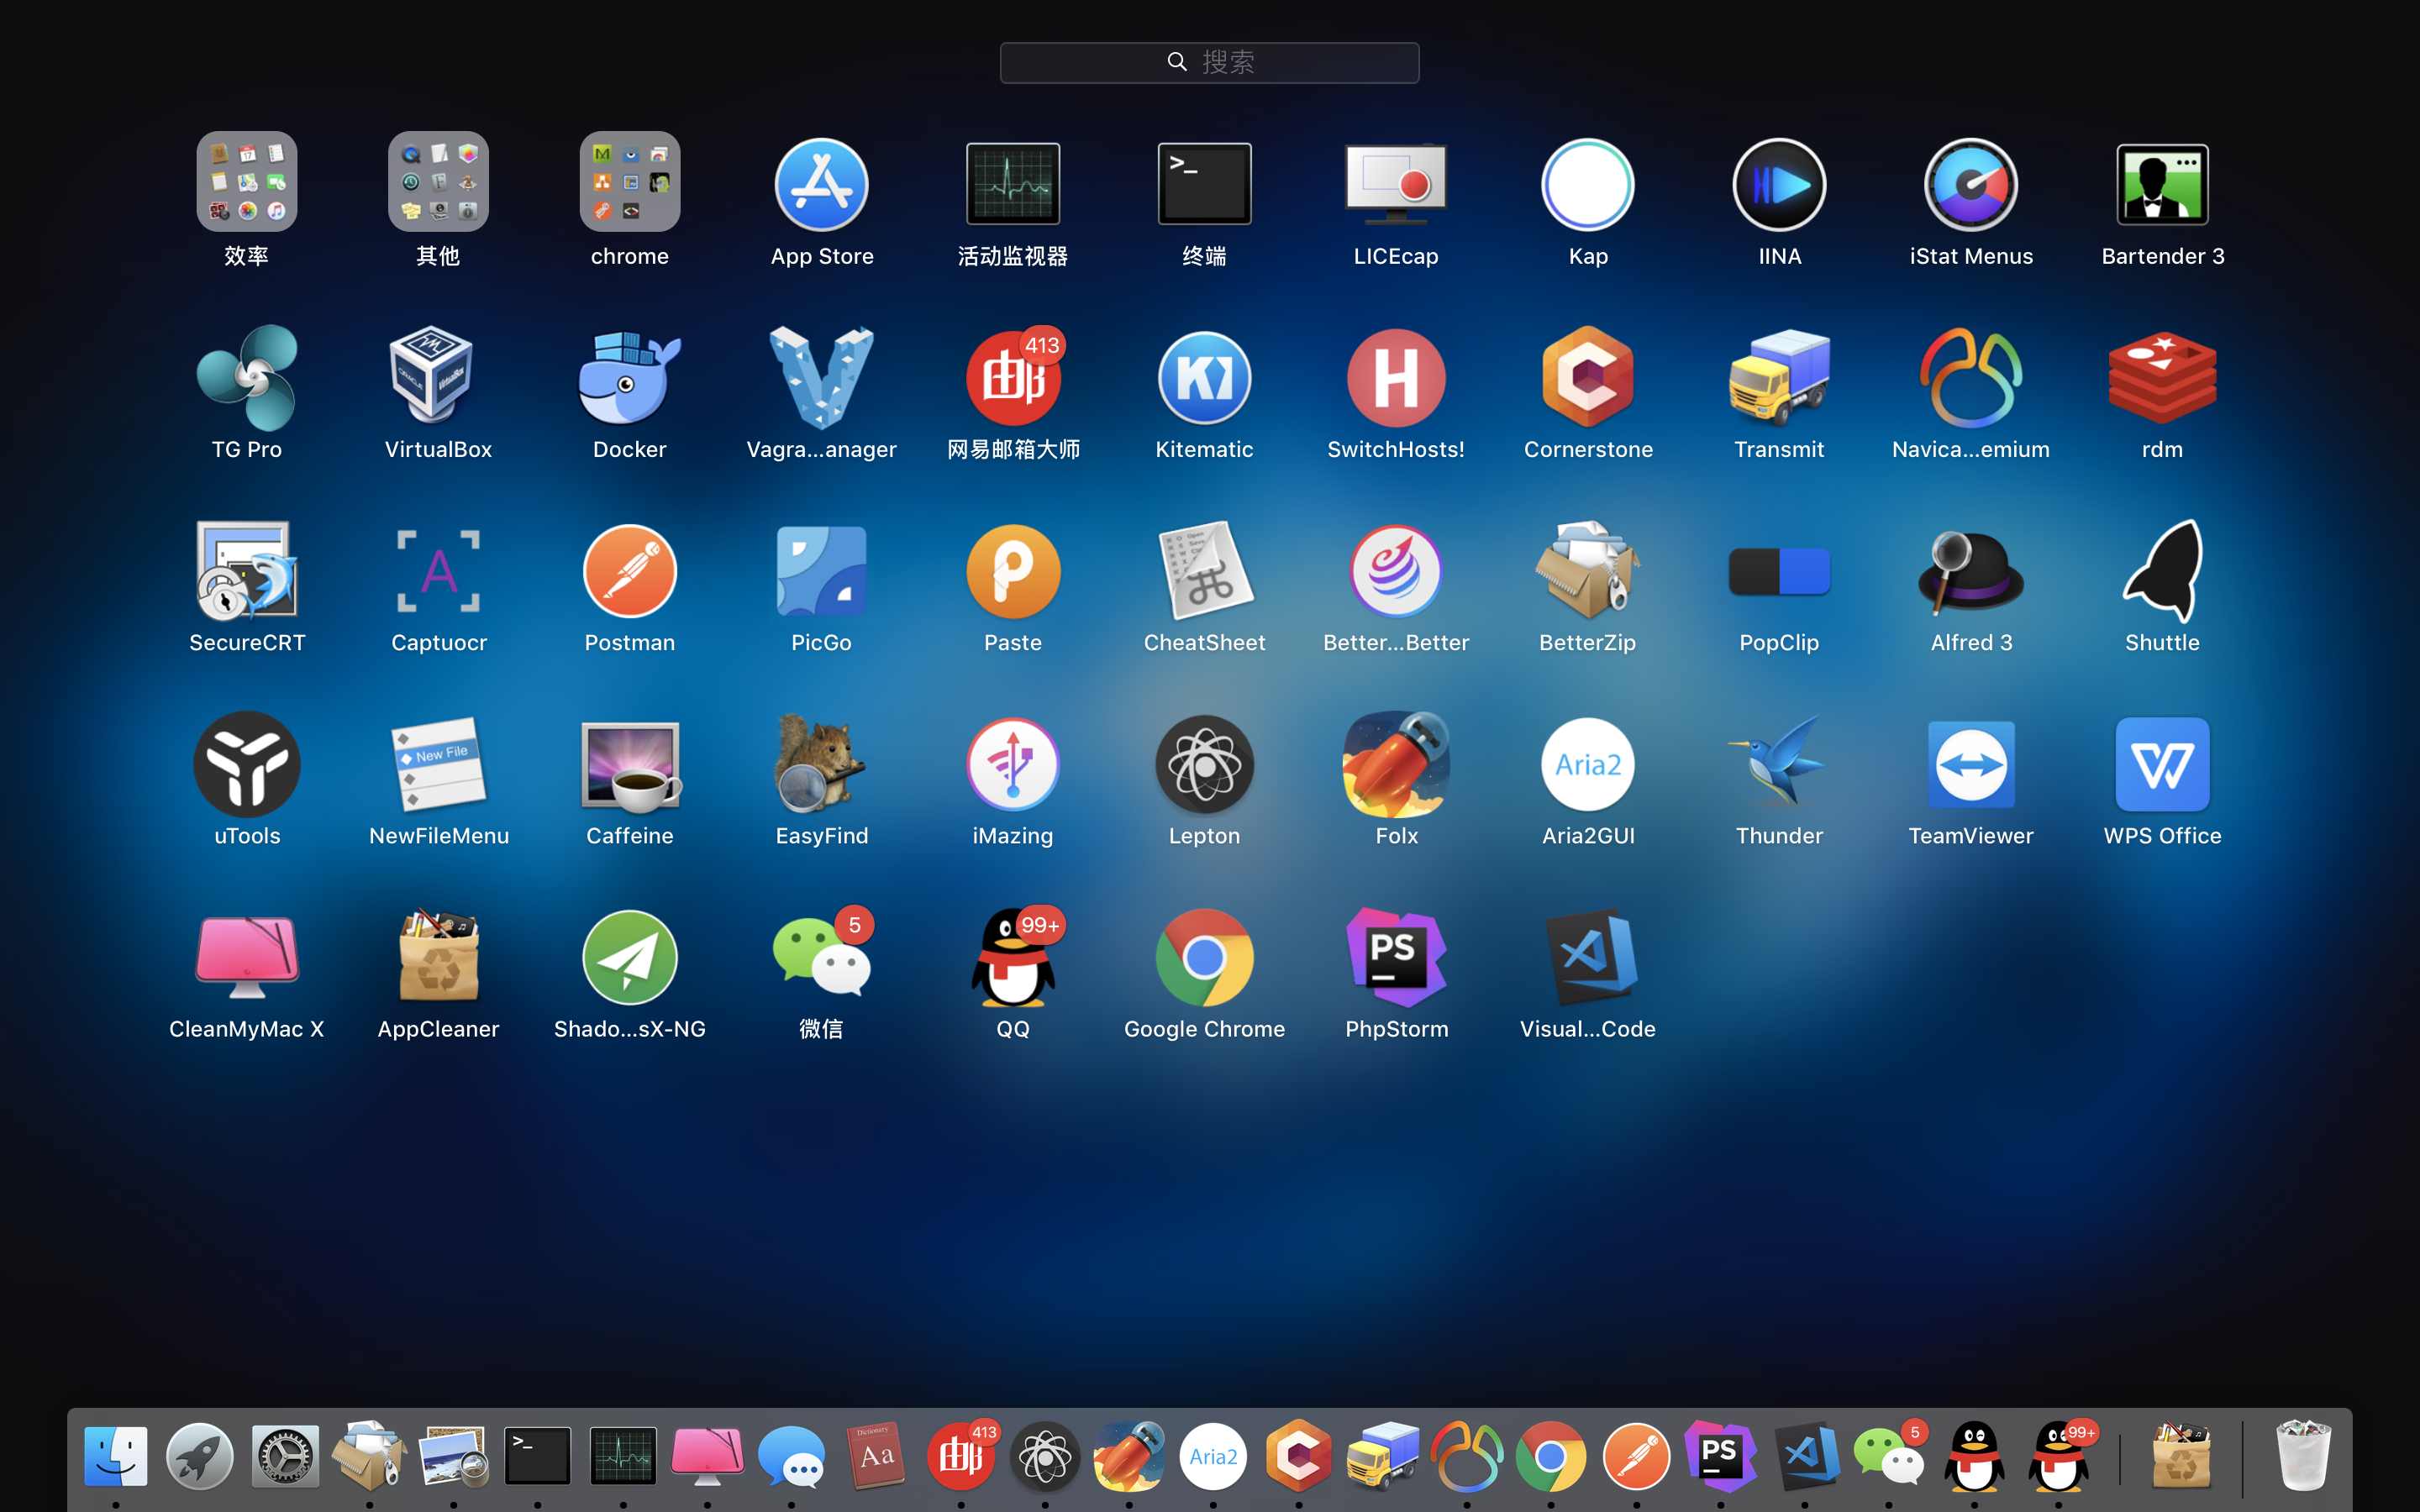 搜索
效率 其他 chrome App Store 活动监视器 终端 LICEcap Kap IINA iStat Menus Bartender 3
413
TG Pro VirtualBox Docker Vagra...anager 网易邮箱大师 Kitematic SwitchHosts! Cornerstone Transmit Navica...emium rdm
SecureCRT Captuocr Postman PicGo Paste CheatSheet Better...Better BetterZip PopClip Alfred 3 Shuttle
New File
Aria2
uTools NewFileMenu Caffeine EasyFind iMazing Lepton Folx Aria2GUI Thunder TeamViewer WPS Office
5 99+
PS
CleanMyMac X AppCleaner Shado...sX-NG 微信 QQ Google Chrome PhpStorm Visual...Code
Dictionary 413 5 99+
>_ Aa 邮 Aria2 PS